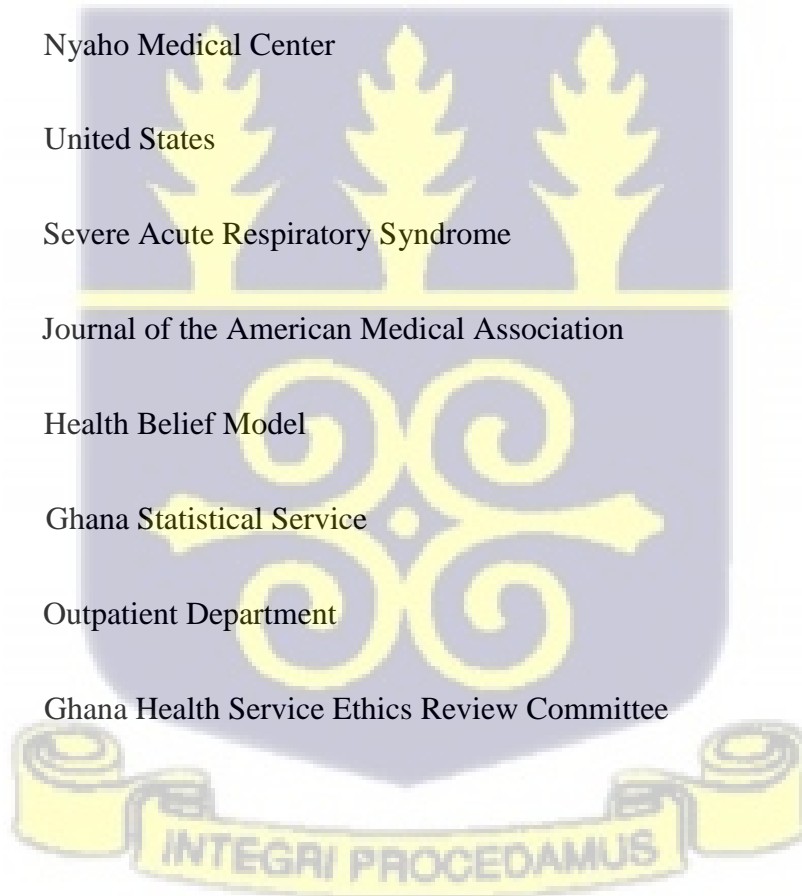 Nyaho Medical Center
United States
Severe Acute Respiratory Syndrome
Journal of the American Medical Association
Health Belief Model
Ghana Statistical Service
Outpatient Department
Ghana Health Service Ethics Review Committee
INTEGRI PROCEDAMUS